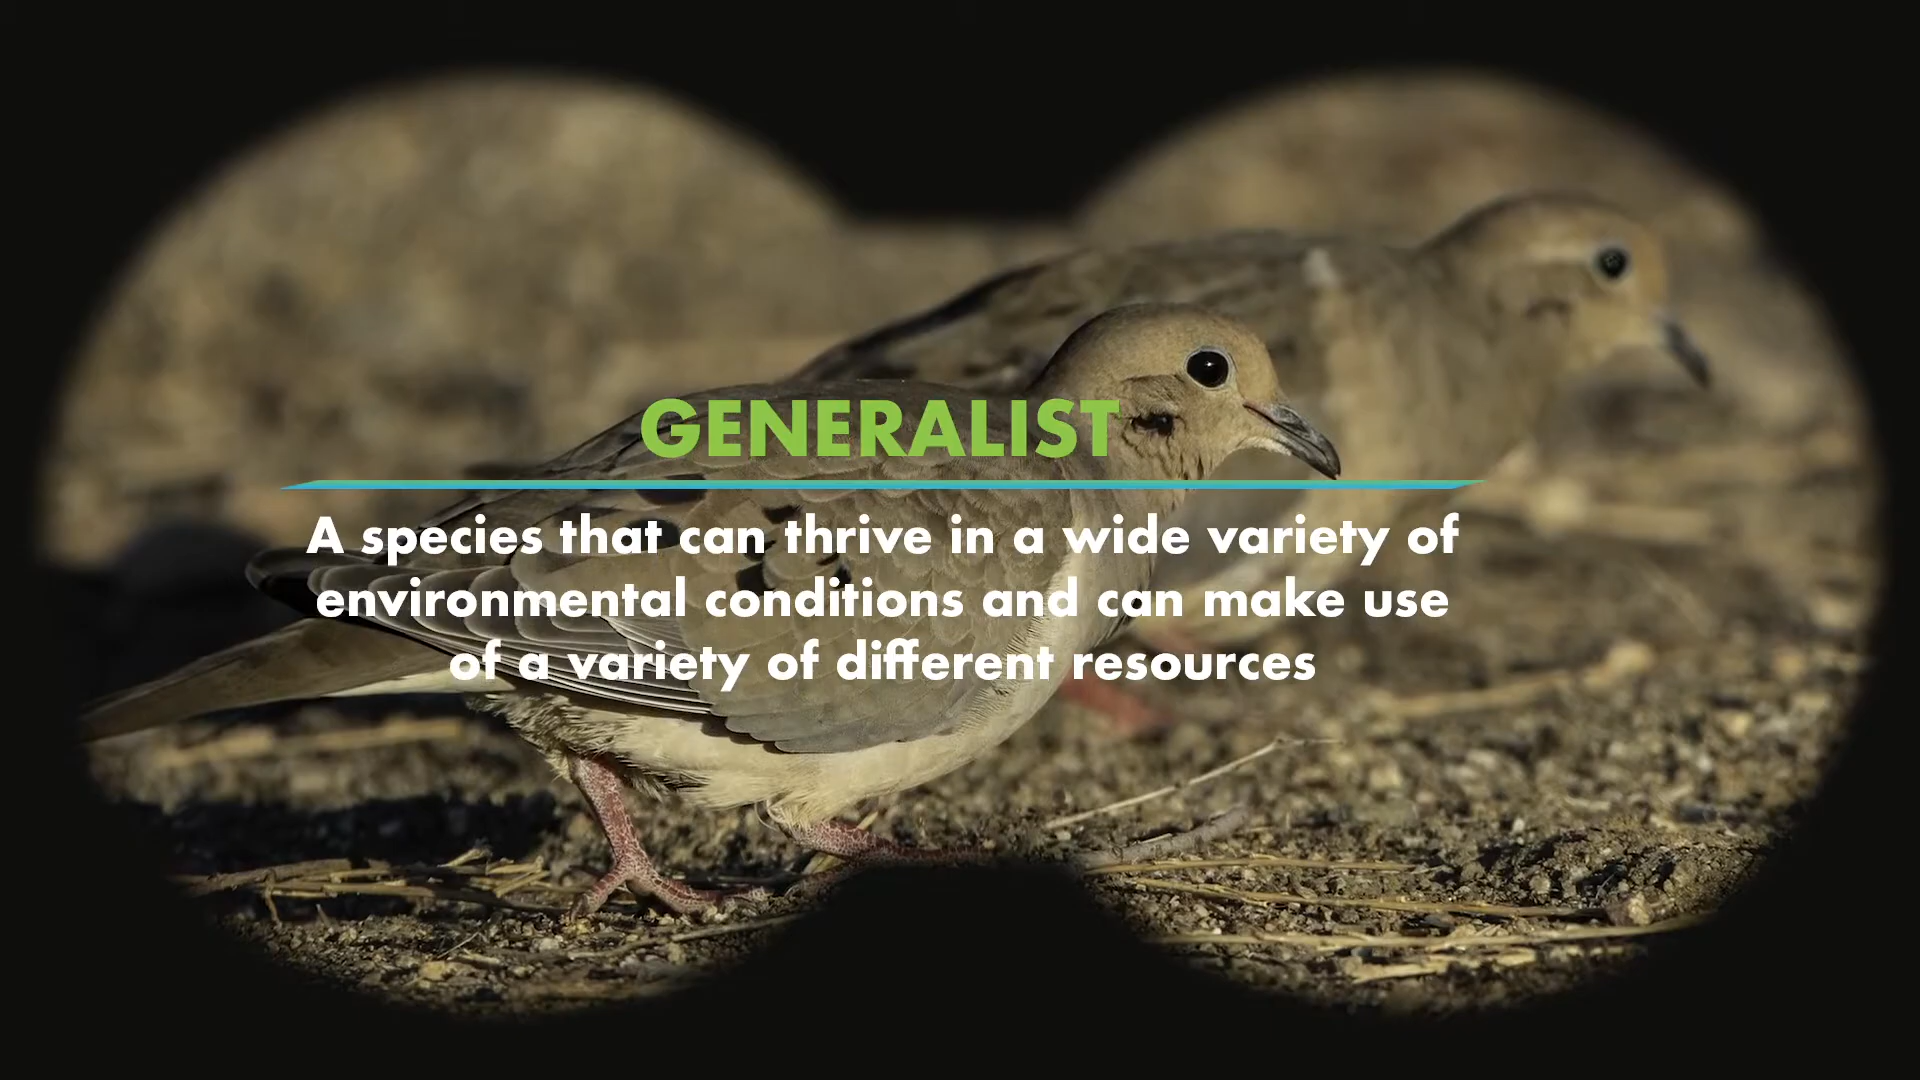 GENERALIST
A species that can thrive in a wide variety of
environmental conditions and can make use
of a variety of different resources